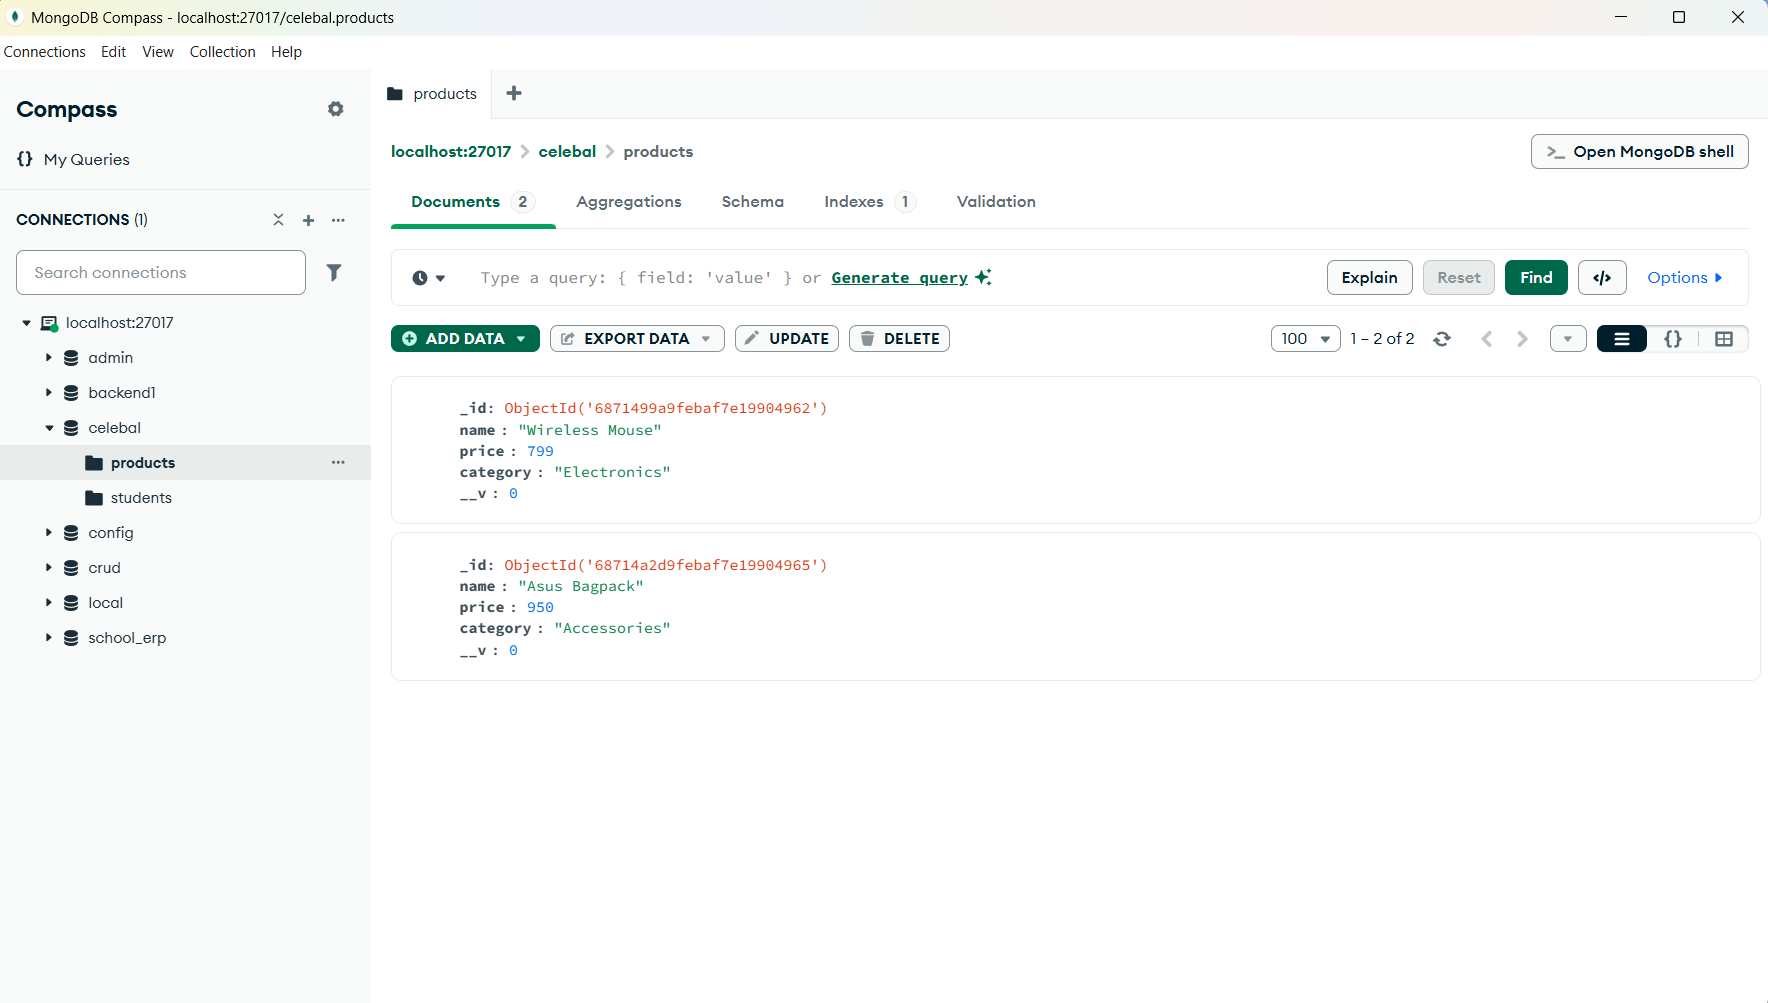 MongoDB Compass - localhost:27017/celebal.products
Connections Edit View Collection Help
Compass
{} My Queries
CONNECTIONS (1)
Search connections
localhost:27017
admin
backend1
celebal
products
students
config
crud
local
school_erp
products
localhost:27017 > celebal > products
>_ Open MongoDB shell
Documents 2 Aggregations Schema Indexes 1 Validation
Type a query: { field: 'value' } or Generate query
Explain Reset Find </> Options
ADD DATA EXPORT DATA UPDATE DELETE
100 1 – 2 of 2 {}
_id: ObjectId('6871499a9febaf7e19904962')
name : "Wireless Mouse"
price : 799
category : "Electronics"
__v : 0
_id: ObjectId('68714a2d9febaf7e19904965')
name : "Asus Bagpack"
price : 950
category : "Accessories"
__v : 0